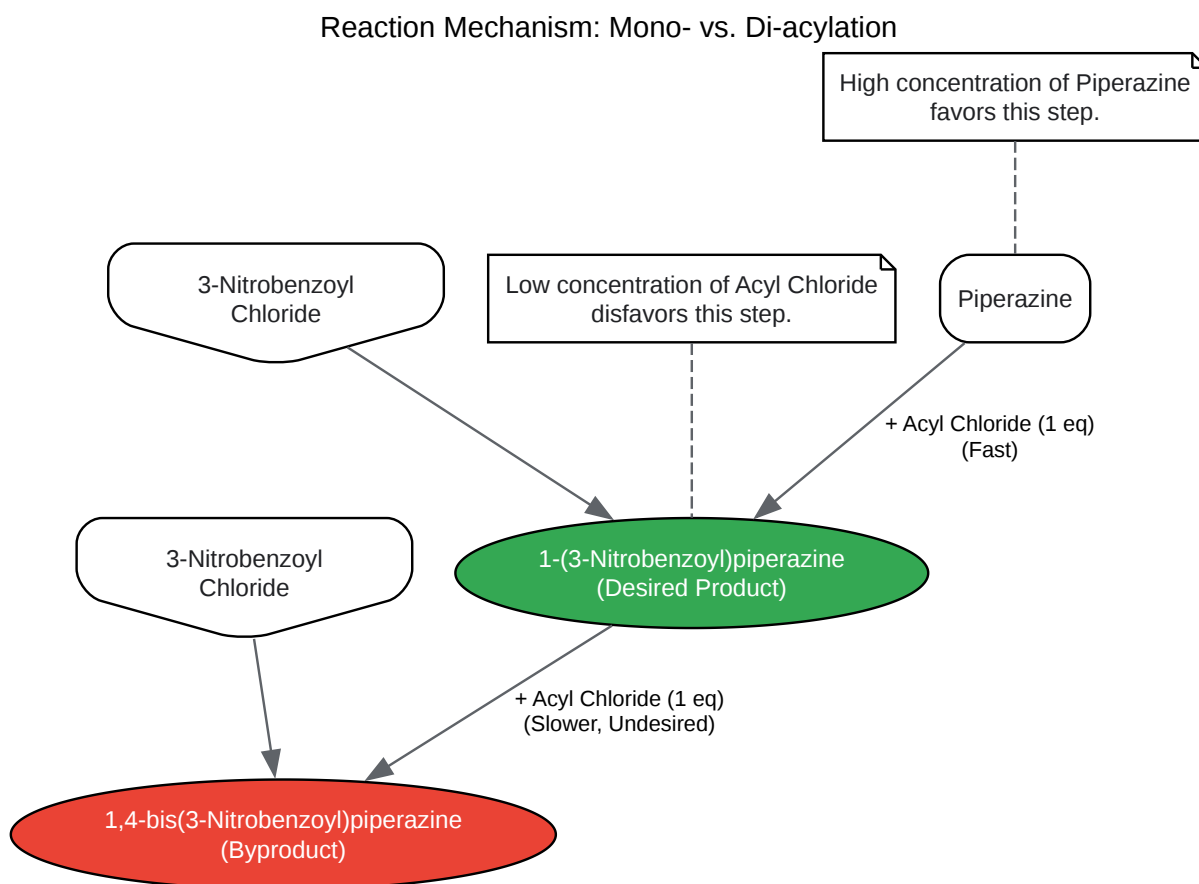 Reaction Mechanism: Mono- vs. Di-acylation
High concentration of Piperazine
favors this step.
3-Nitrobenzoyl
Chloride
Low concentration of Acyl Chloride
disfavors this step.
Piperazine
+ Acyl Chloride (1 eq)
(Fast)
3-Nitrobenzoyl
Chloride
1-(3-Nitrobenzoyl)piperazine
(Desired Product)
+ Acyl Chloride (1 eq)
(Slower, Undesired)
1,4-bis(3-Nitrobenzoyl)piperazine
(Byproduct)